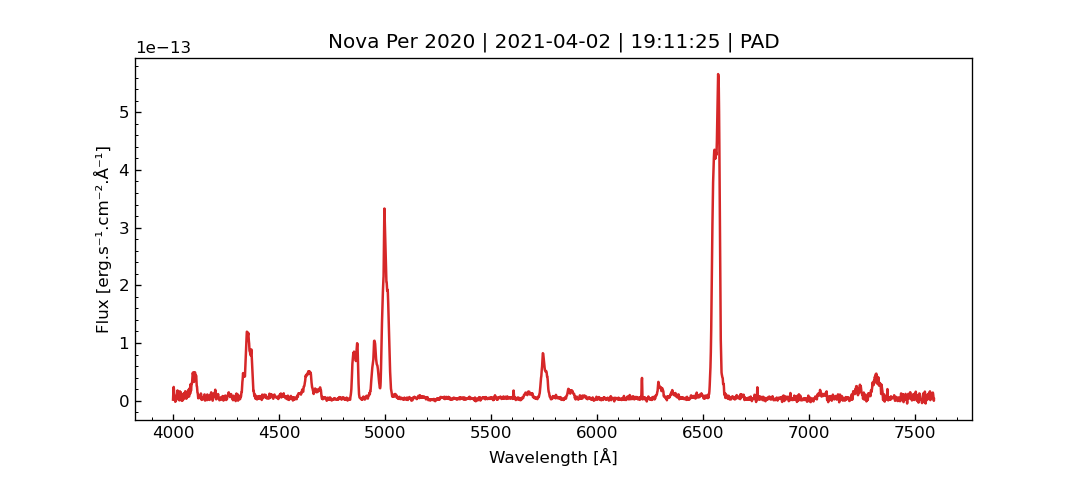 Nova Per 2020 | 2021-04-02 | 19:11:25 | PAD
1e−13
5
4
3
2
1
0
Flux [erg.s⁻¹.cm⁻².Å⁻¹]
4000 4500 5000 5500 6000 6500 7000 7500
Wavelength [Å]